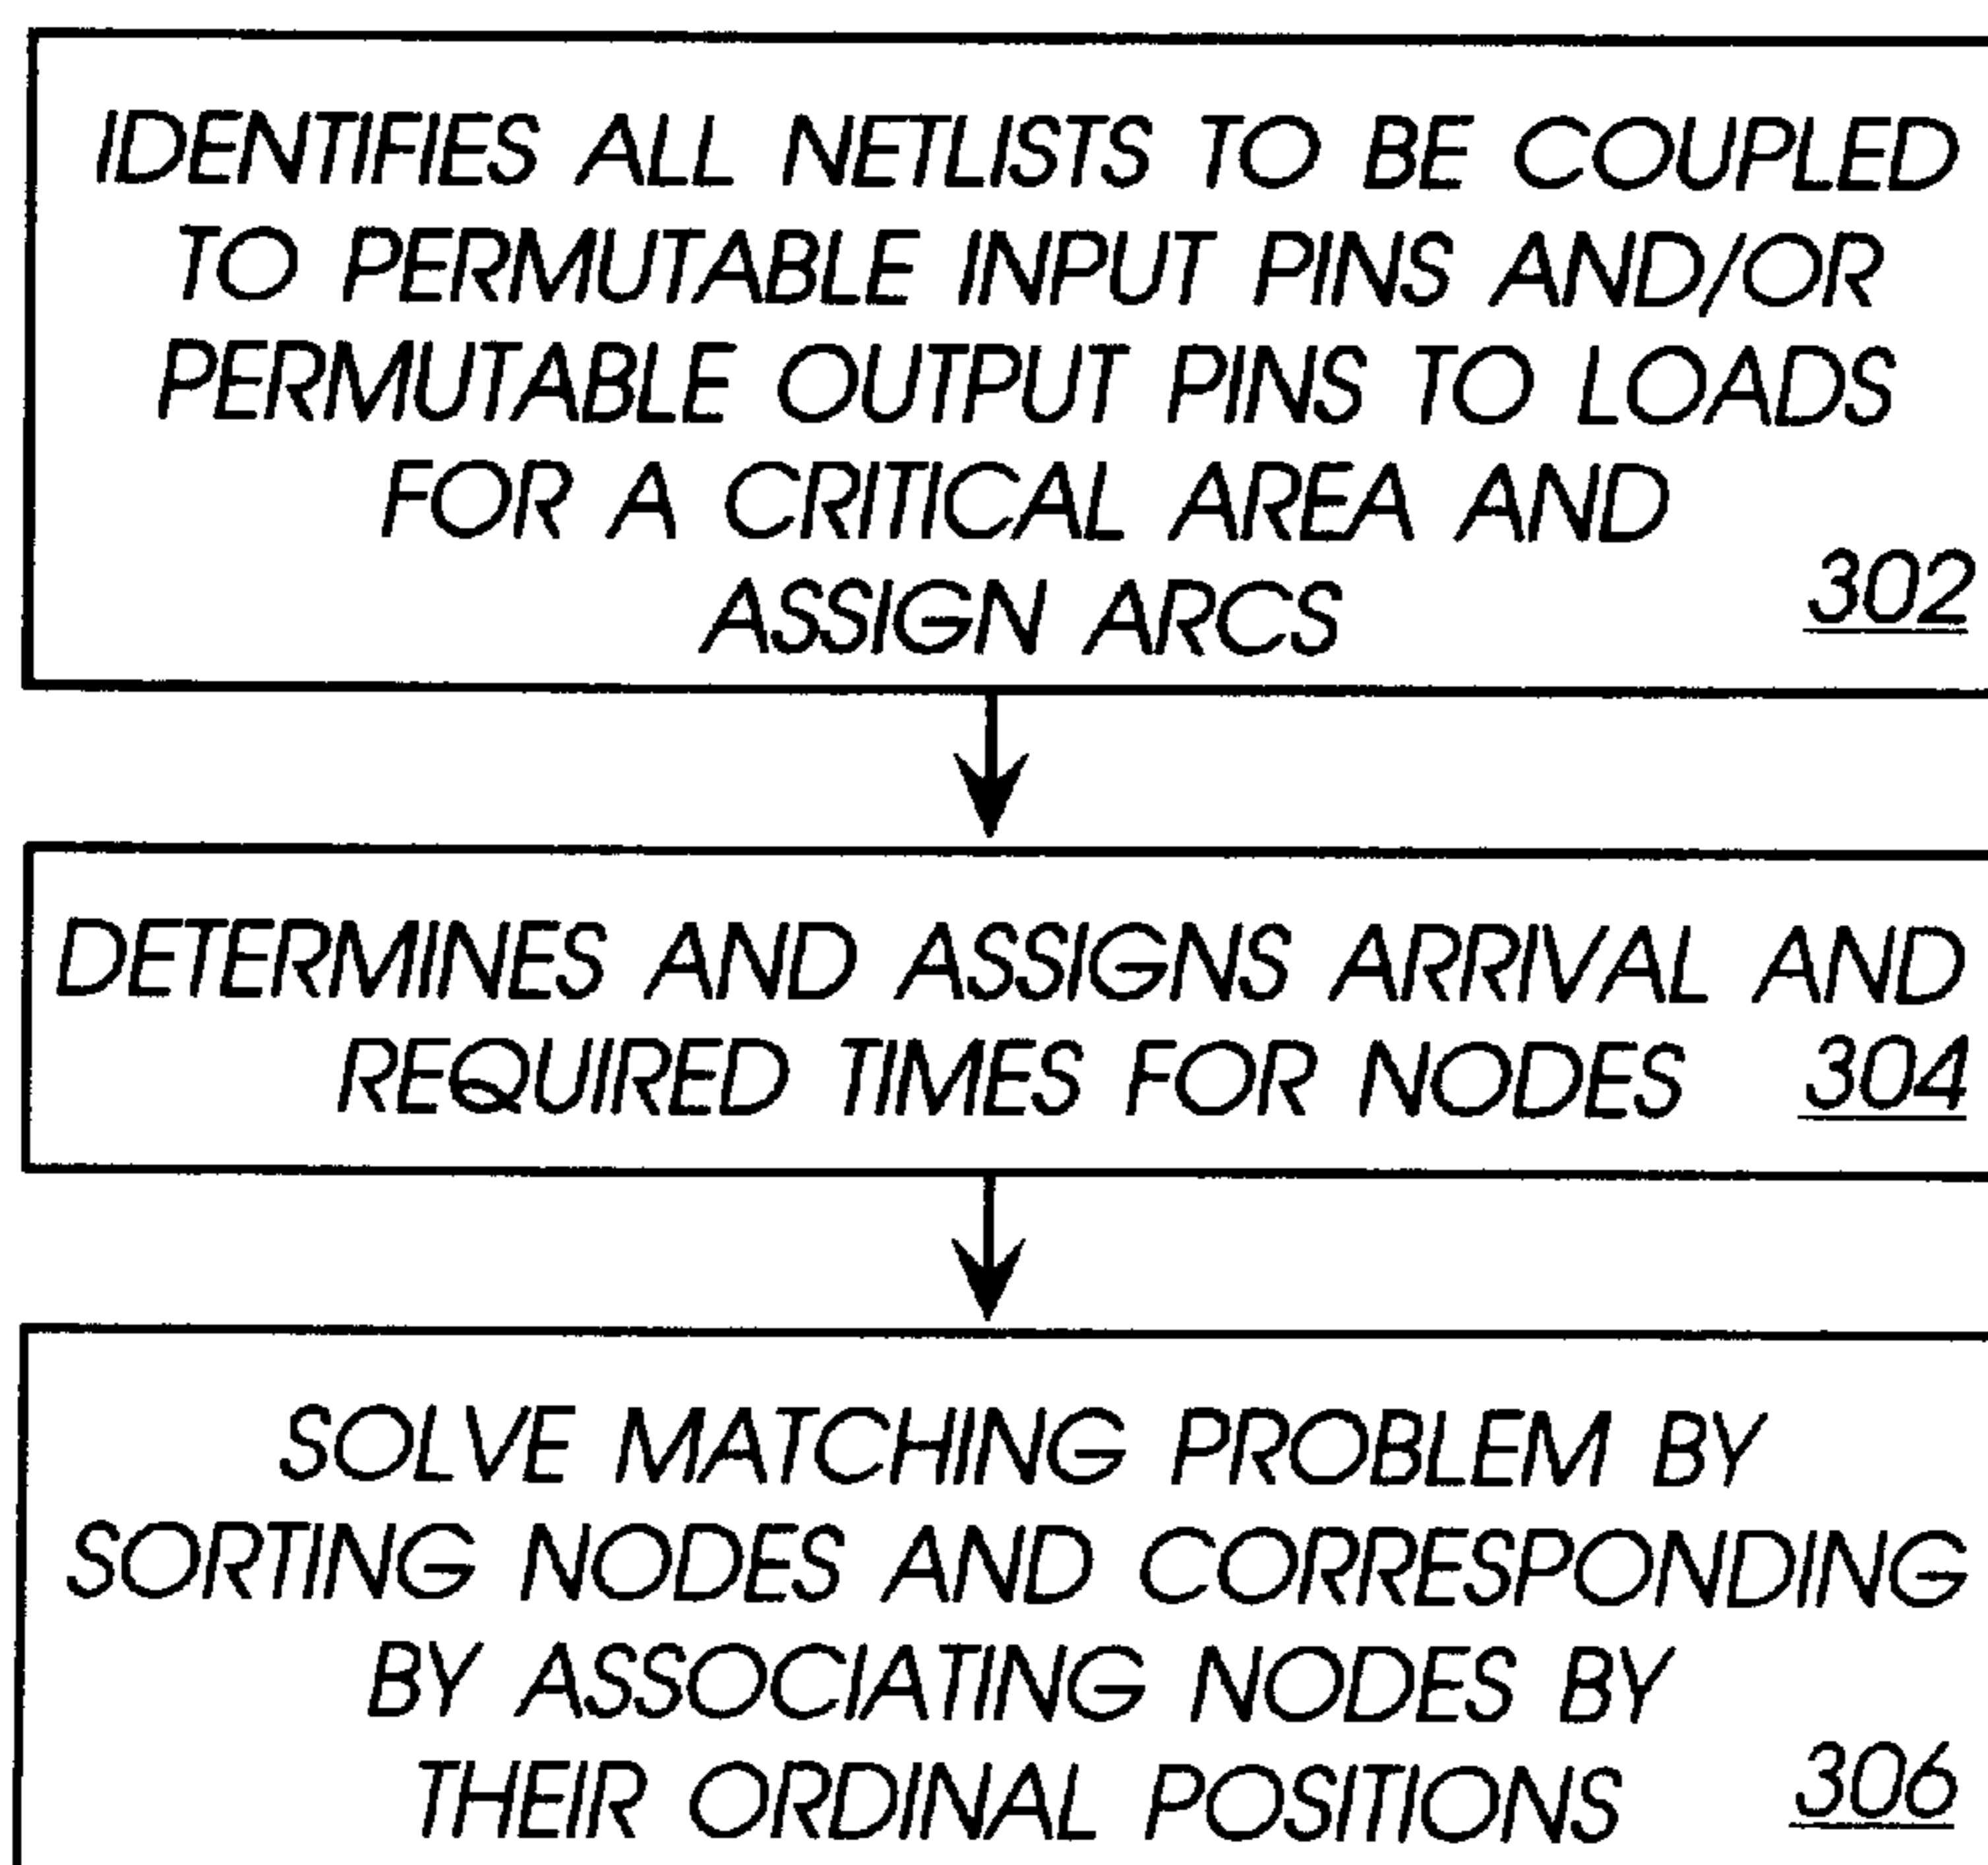 IDENTIFIES ALL NETLISTS TO BE COUPLED
TO PERMUTABLE INPUT PINS AND/OR
PERMUTABLE OUTPUT PINS TO LOADS
FOR A CRITICAL AREA AND
ASSIGN ARCS 302
DETERMINES AND ASSIGNS ARRIVAL AND
REQUIRED TIMES FOR NODES 304
SOLVE MATCHING PROBLEM BY
SORTING NODES AND CORRESPONDING
BY ASSOCIATING NODES BY
THEIR ORDINAL POSITIONS 306